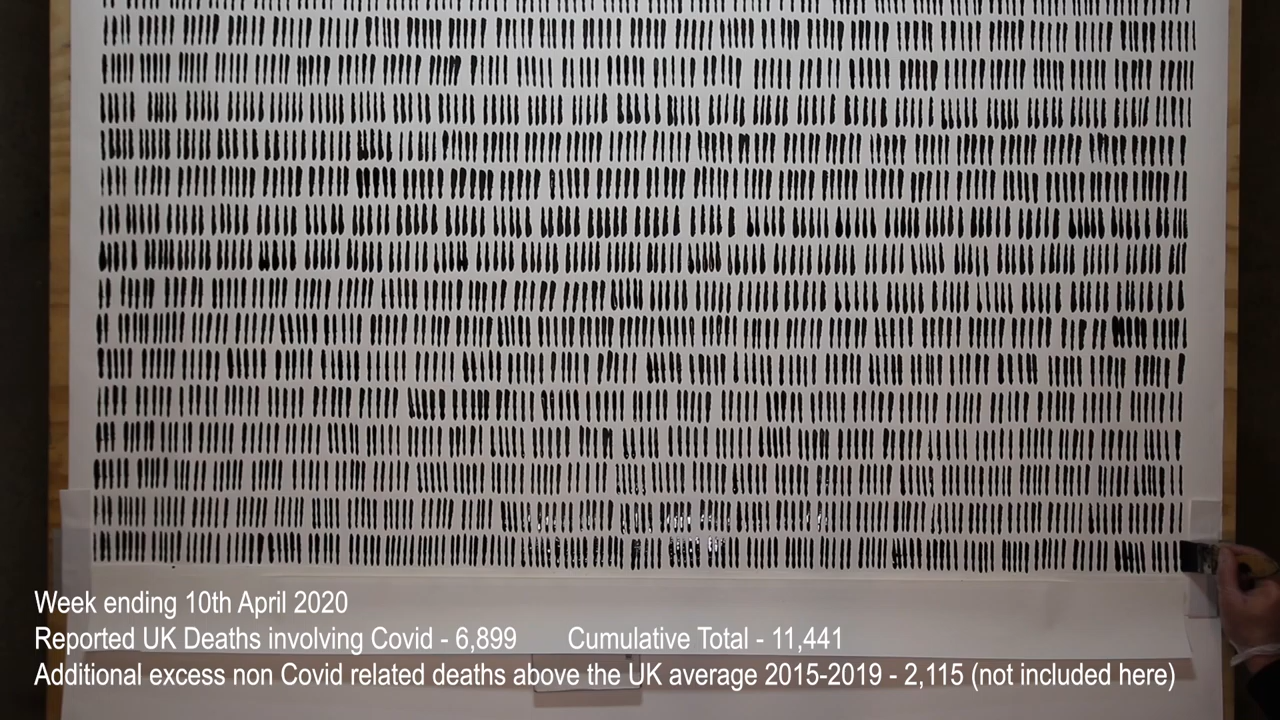 Week ending 10th April 2020
Reported UK Deaths involving Covid - 6,899 Cumulative Total - 11,441
Additional excess non Covid related deaths above the UK average 2015-2019 - 2,115 (not included here)